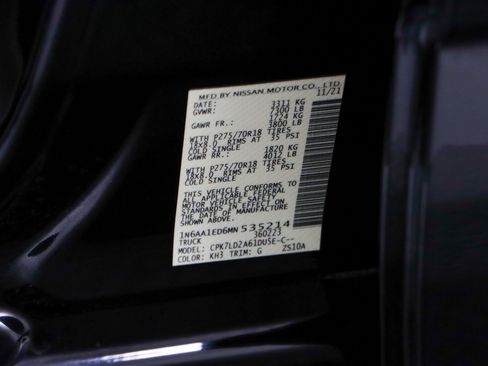 MFD BY NISSAN MOTOR CO., LTD.
DATE: 11/21
GVWR: 3311 KG
7300 LB
GAWR FR.: 1724 KG
3800 LB
WITH P275/70R18 TIRES
18X8.0 RIMS AT 35 PSI
COLD SINGLE
GAWR RR.: 1820 KG
4012 LB
WITH P275/70R18 TIRES
18X8.0 RIMS AT 35 PSI
COLD SINGLE
THIS VEHICLE CONFORMS TO
ALL APPLICABLE FEDERAL
MOTOR VEHICLE SAFETY
STANDARDS IN EFFECT ON
THE DATE OF MANUFACTURE
1N6AA1ED6MN535214
TRUCK 360223
MODEL: CPK7LD2A61DU5E-C--
COLOR: KH3 TRIM: G ZS10A